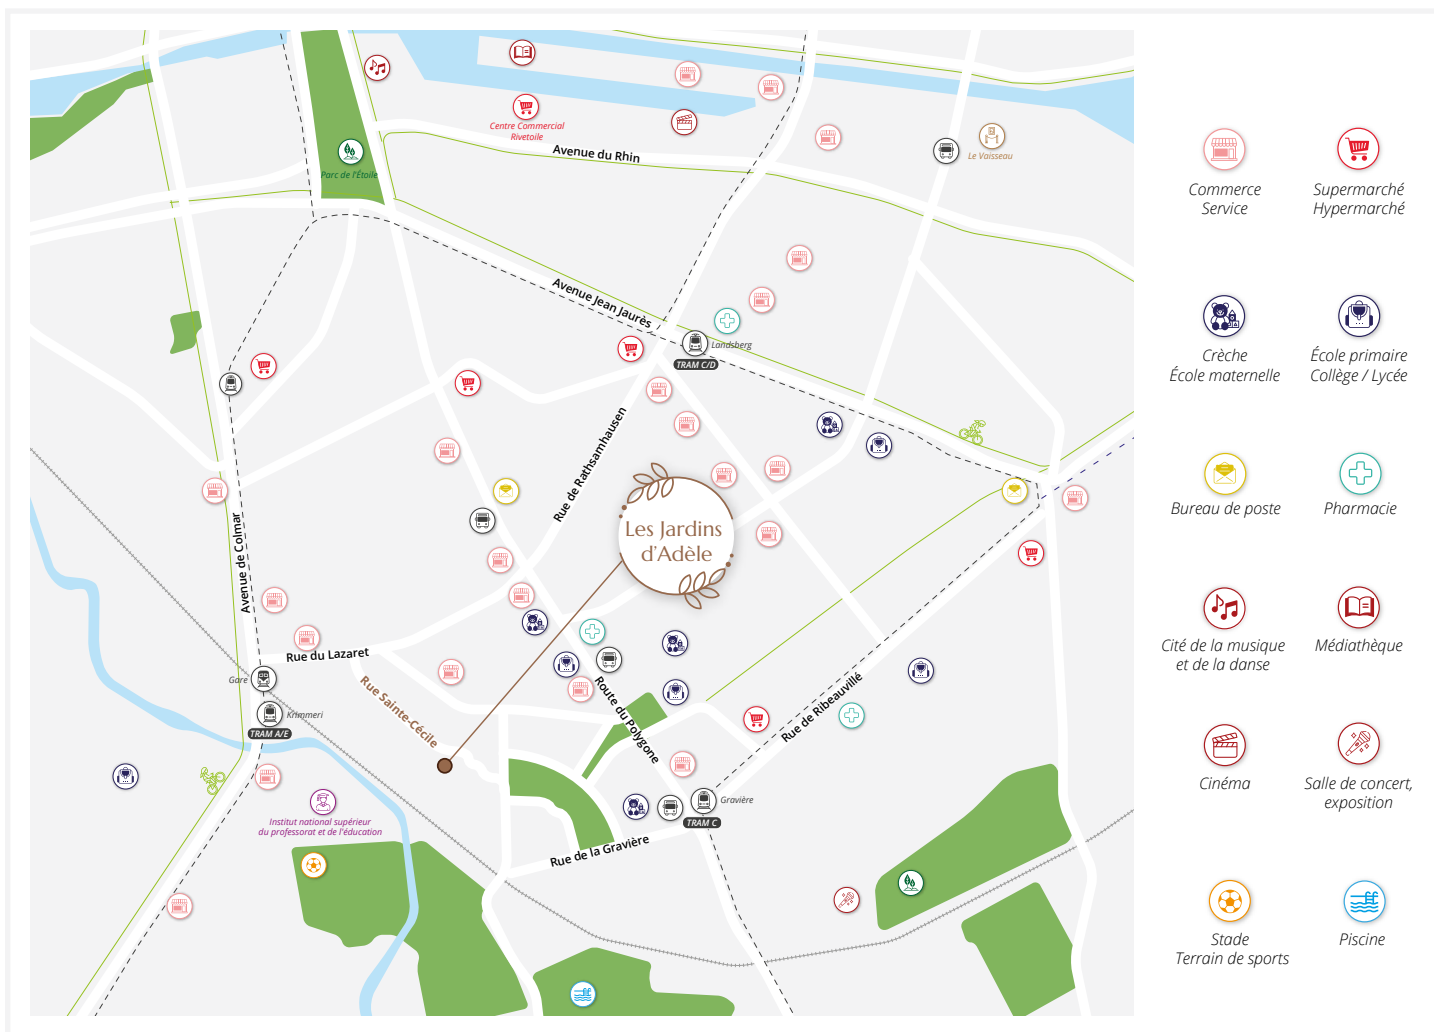 Centre Commercial
Rivetoile
Avenue du Rhin
Le Vaisseau
Parc de l'Étoile
Avenue Jean Jaurès
Landsberg
TRAM C/D
Rue de Rathsamhausen
Les Jardins
d'Adèle
Avenue de Colmar
Rue du Lazaret
Gare
Krimmeri
TRAM A/E
Rue Sainte-Cécile
Route du Polygone
Rue de Ribeauvillé
Gravière
TRAM C
Institut national supérieur
du professorat et de l'éducation
Rue de la Gravière
Commerce
Service
Supermarché
Hypermarché
Crèche
École maternelle
École primaire
Collège / Lycée
Bureau de poste
Pharmacie
Cité de la musique
et de la danse
Médiathèque
Cinéma
Salle de concert,
exposition
Stade
Terrain de sports
Piscine